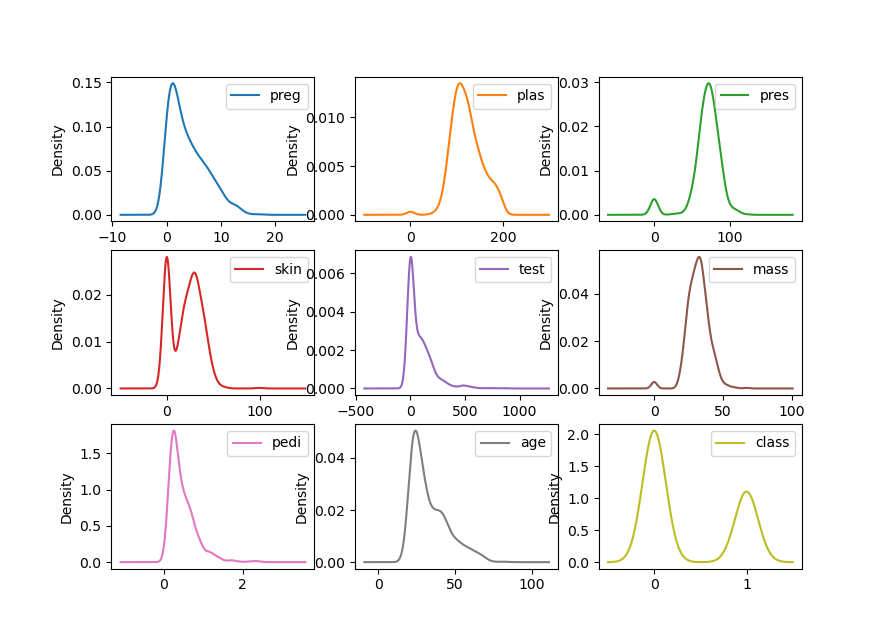 0.15
0.10
0.05
0.00
Density
preg
−10 0 10 20
0.010
0.005
0.000
Density
plas
0 200
0.03
0.02
0.01
0.00
Density
pres
0 100
0.02
0.01
0.00
Density
skin
0 100
0.006
0.004
0.002
0.000
Density
test
−500 0 500 1000
0.04
0.02
0.00
Density
mass
0 50 100
1.5
1.0
0.5
0.0
Density
pedi
0 2
0.04
0.02
0.00
Density
age
0 50 100
2.0
1.5
1.0
0.5
0.0
Density
class
0 1